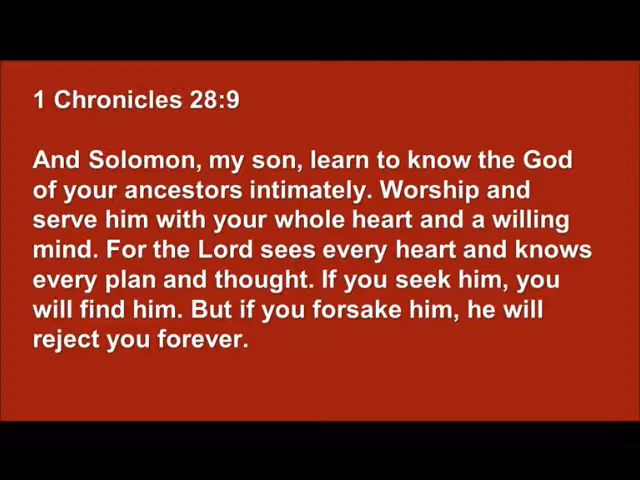 1 Chronicles 28:9
And Solomon, my son, learn to know the God
of your ancestors intimately. Worship and
serve him with your whole heart and a willing
mind. For the Lord sees every heart and knows
every plan and thought. If you seek him, you
will find him. But if you forsake him, he will
reject you forever.